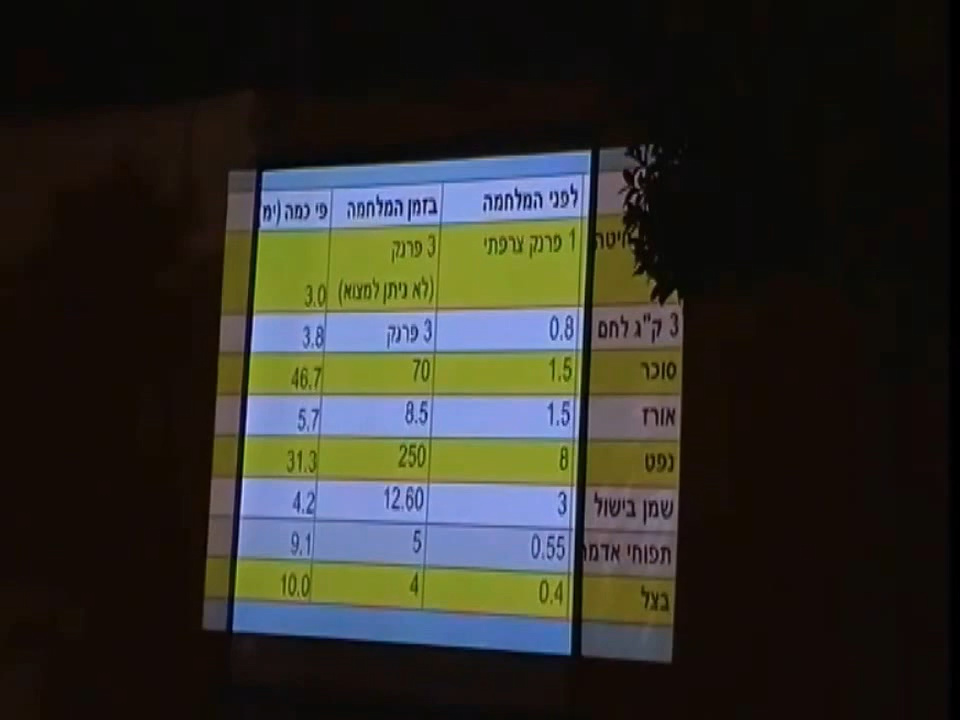 לפני המלחמה בזמן המלחמה פי כמה
1 פרנק צרפתי 3 פרנק
(לא ניתן למצוא) 3.0
3 ק"ג לחם 0.8 3 פרנק 3.8
סוכר 1.5 70 46.7
אורז 1.5 8.5 5.7
נפט 8 250 31.3
שמן בישול 3 12.60 4.2
תפוחי 0.55 5 9.1
בצל 0.4 4 10.0